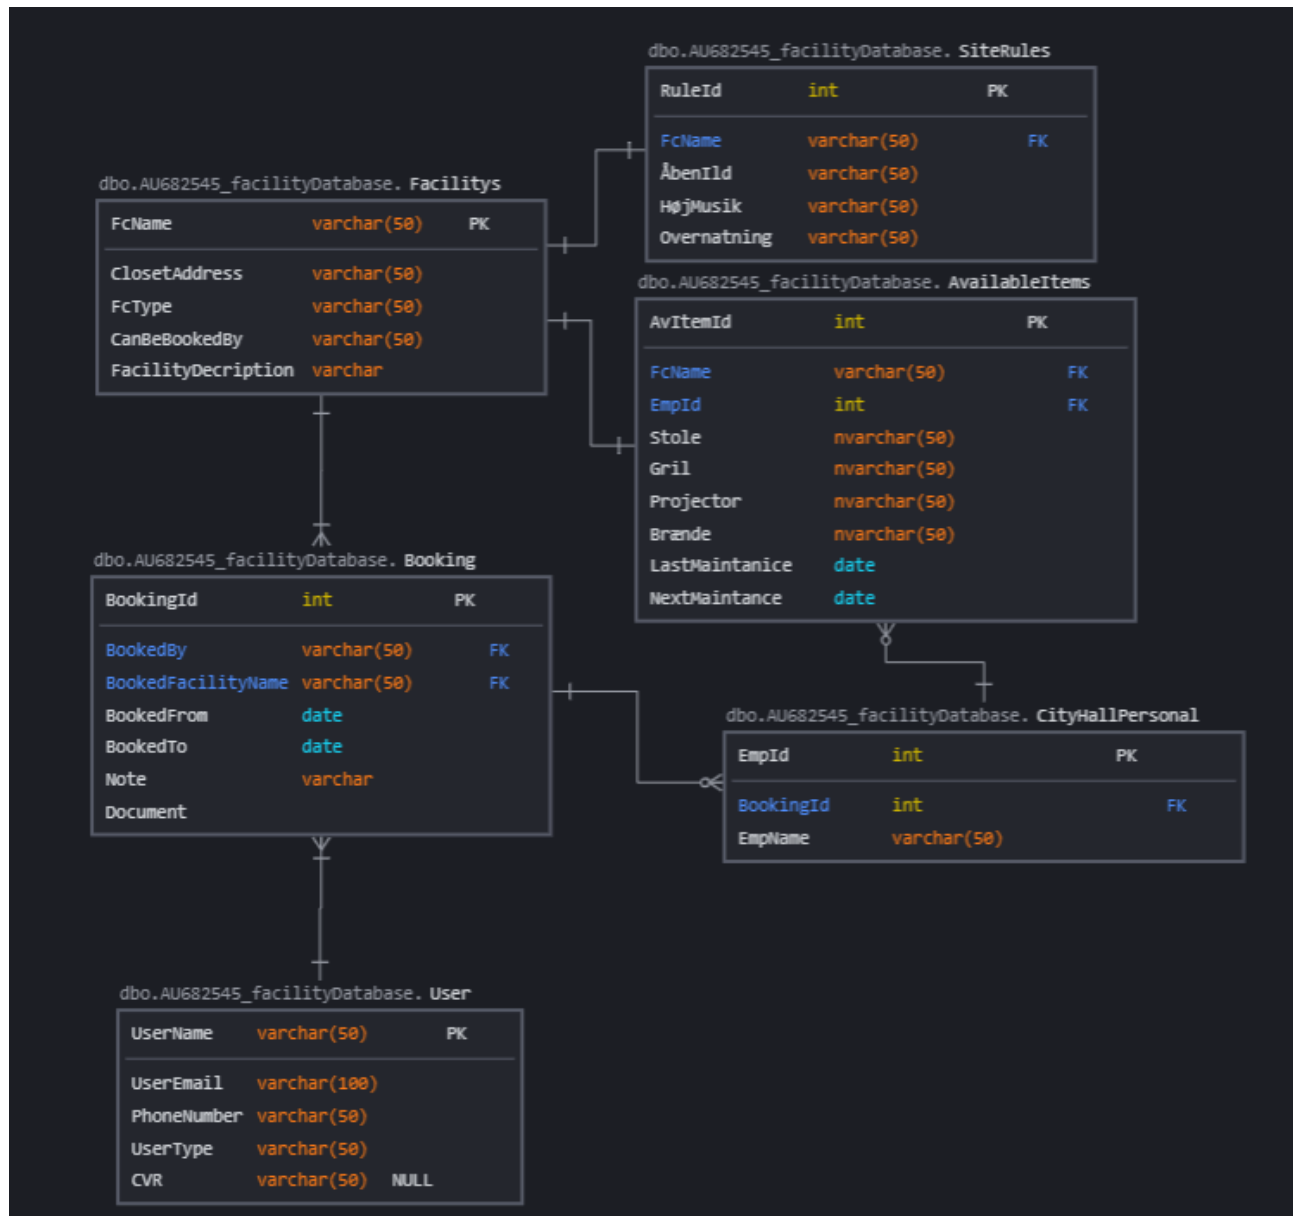 dbo.AU682545_facilityDatabase. SiteRules
RuleId int PK
FcName varchar(50) FK
ÅbenIld varchar(50)
HøjMusik varchar(50)
Overnatning varchar(50)
dbo.AU682545_facilityDatabase. Facilitys
FcName varchar(50) PK
ClosetAddress varchar(50)
FcType varchar(50)
CanBeBookedBy varchar(50)
FacilityDecription varchar
dbo.AU682545_facilityDatabase. AvailableItems
AvItemId int PK
FcName varchar(50) FK
EmpId int FK
Stole nvarchar(50)
Gril nvarchar(50)
Projector nvarchar(50)
Brænde nvarchar(50)
LastMaintanice date
NextMaintance date
dbo.AU682545_facilityDatabase. Booking
BookingId int PK
BookedBy varchar(50) FK
BookedFacilityName varchar(50) FK
BookedFrom date
BookedTo date
Note varchar
Document
dbo.AU682545_facilityDatabase. CityHallPersonal
EmpId int PK
BookingId int FK
EmpName varchar(50)
dbo.AU682545_facilityDatabase. User
UserName varchar(50) PK
UserEmail varchar(100)
PhoneNumber varchar(50)
UserType varchar(50)
CVR varchar(50) NULL